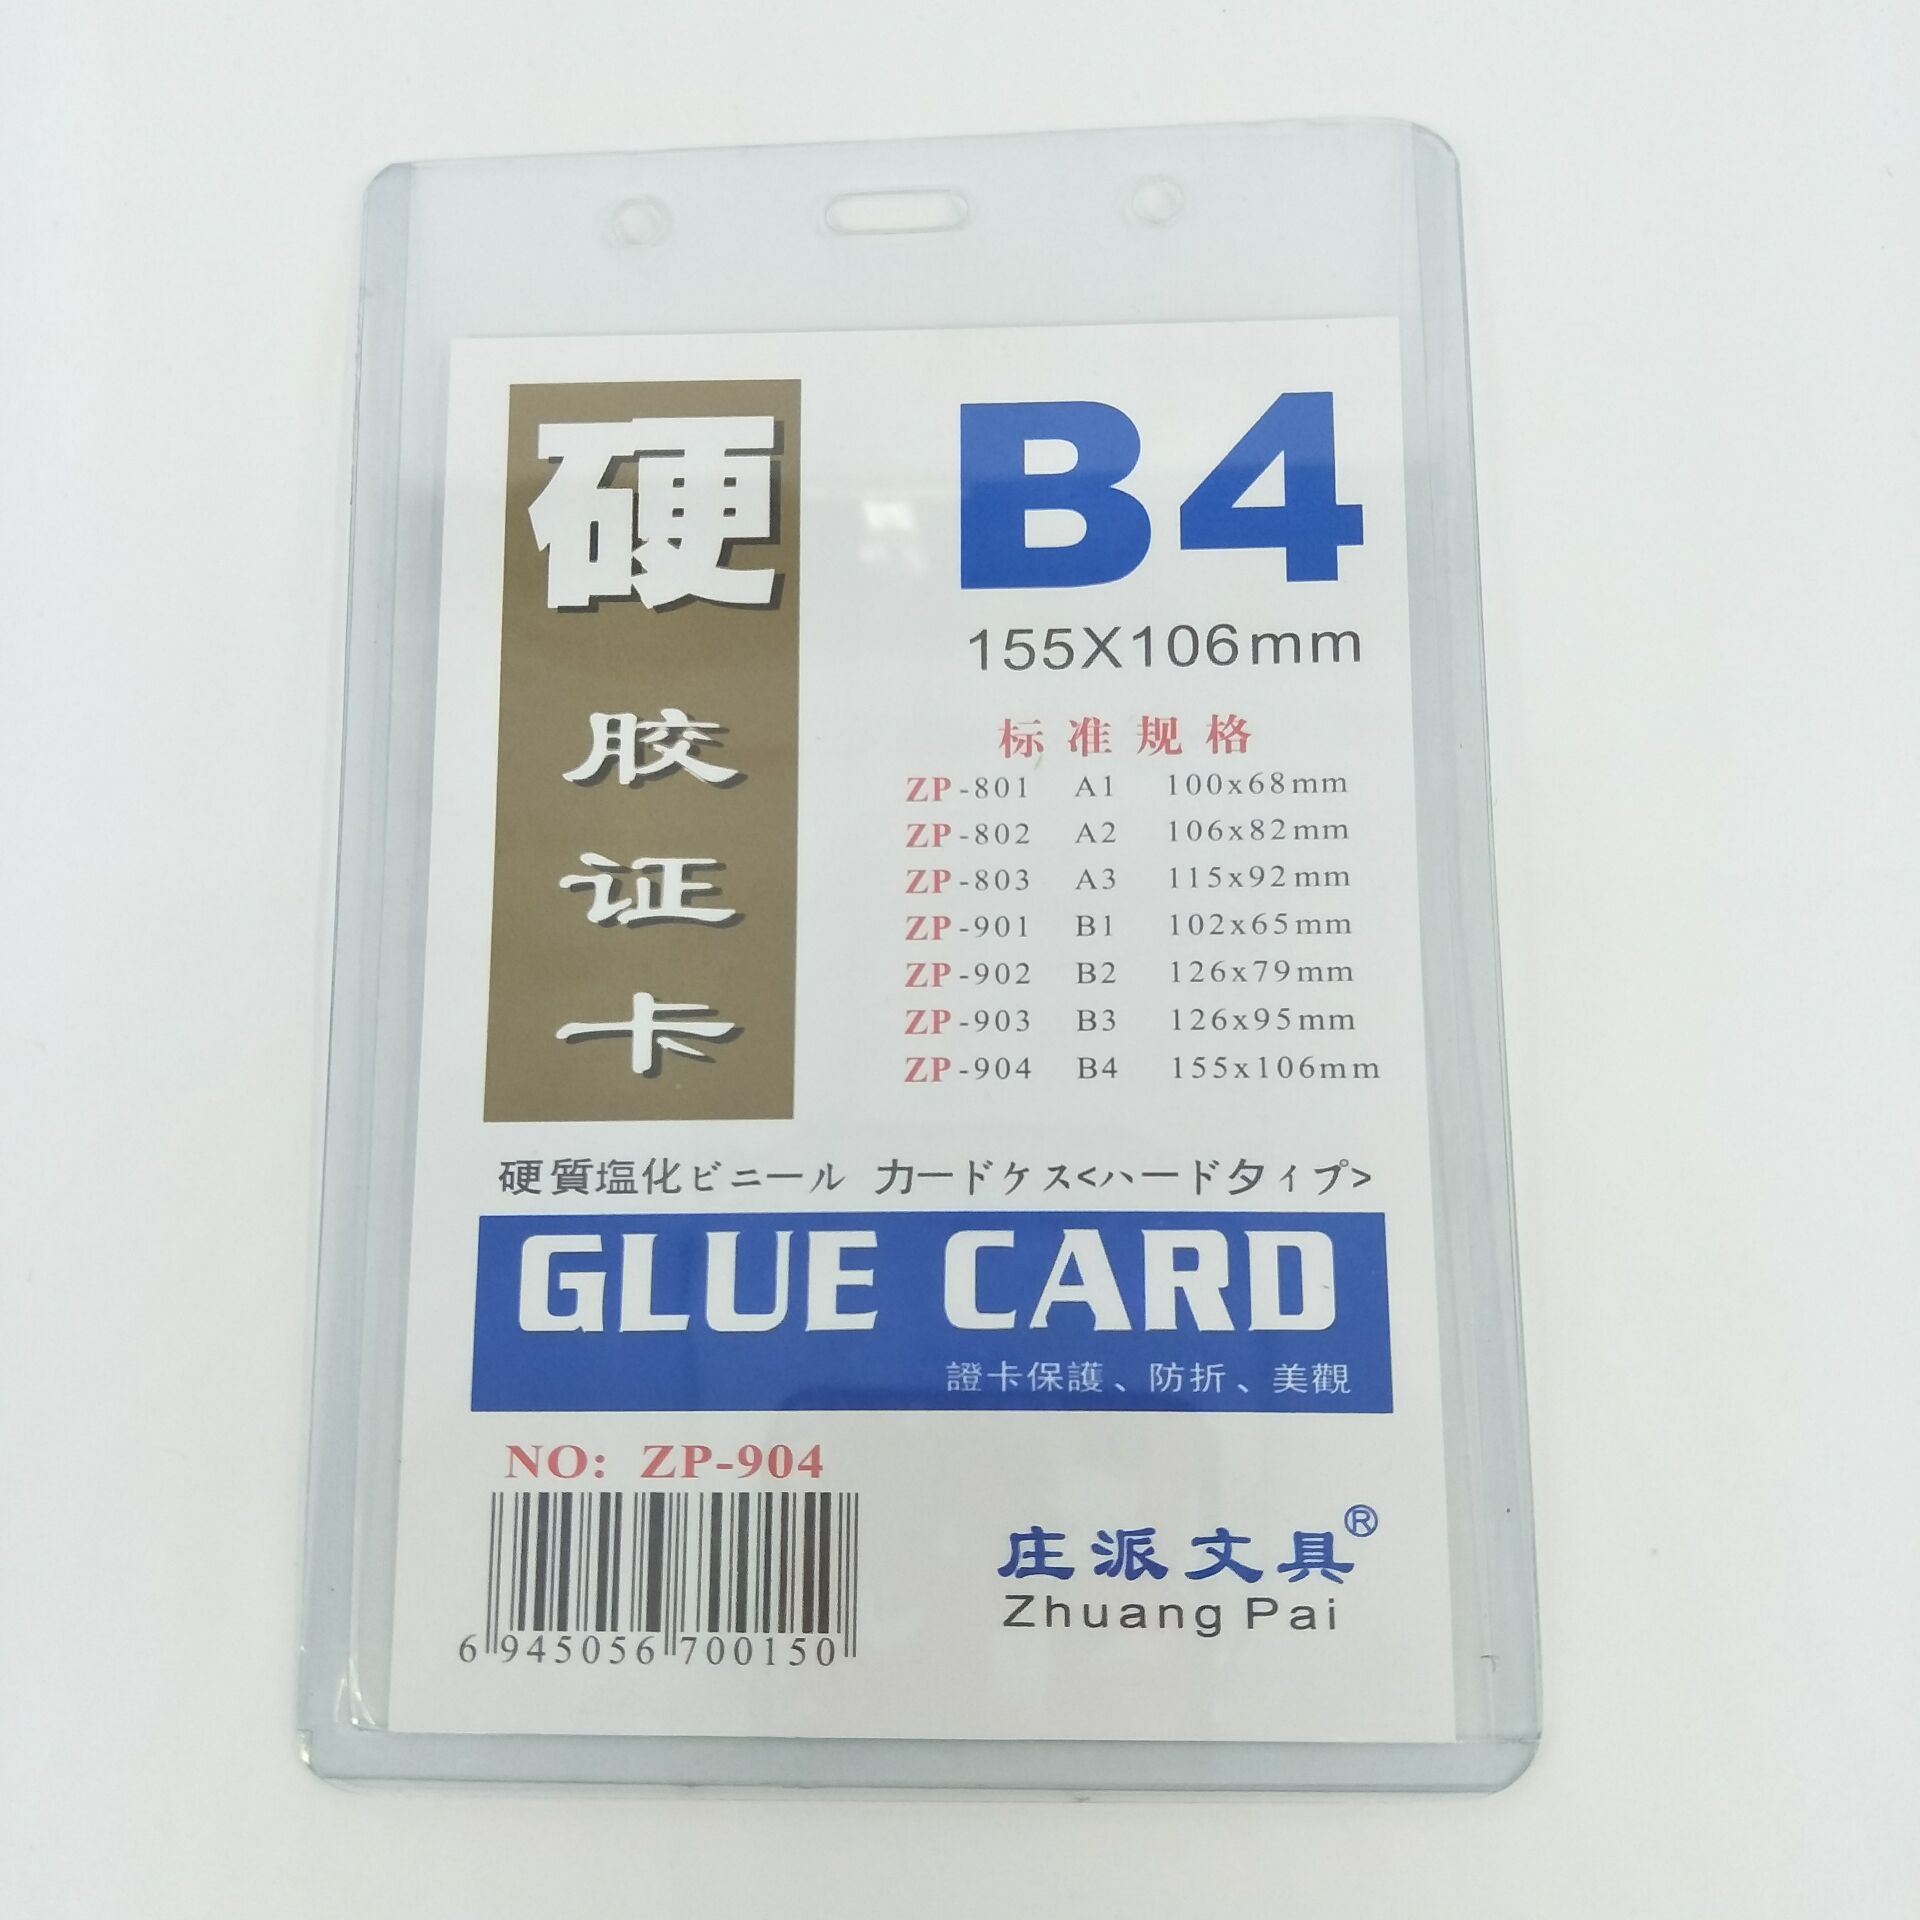 硬
胶
证
卡
B4
155X106mm
标准规格
ZP-801 A1 100x68mm
ZP-802 A2 106x82mm
ZP-803 A3 115x92mm
ZP-901 B1 102x65mm
ZP-902 B2 126x79mm
ZP-903 B3 126x95mm
ZP-904 B4 155x106mm
硬質塩化ビニール カードケス<ハードタイプ>
GLUE CARD
證卡保護、防折、美觀
NO: ZP-904
6 945056 700150
庄派文具®
Zhuang Pai